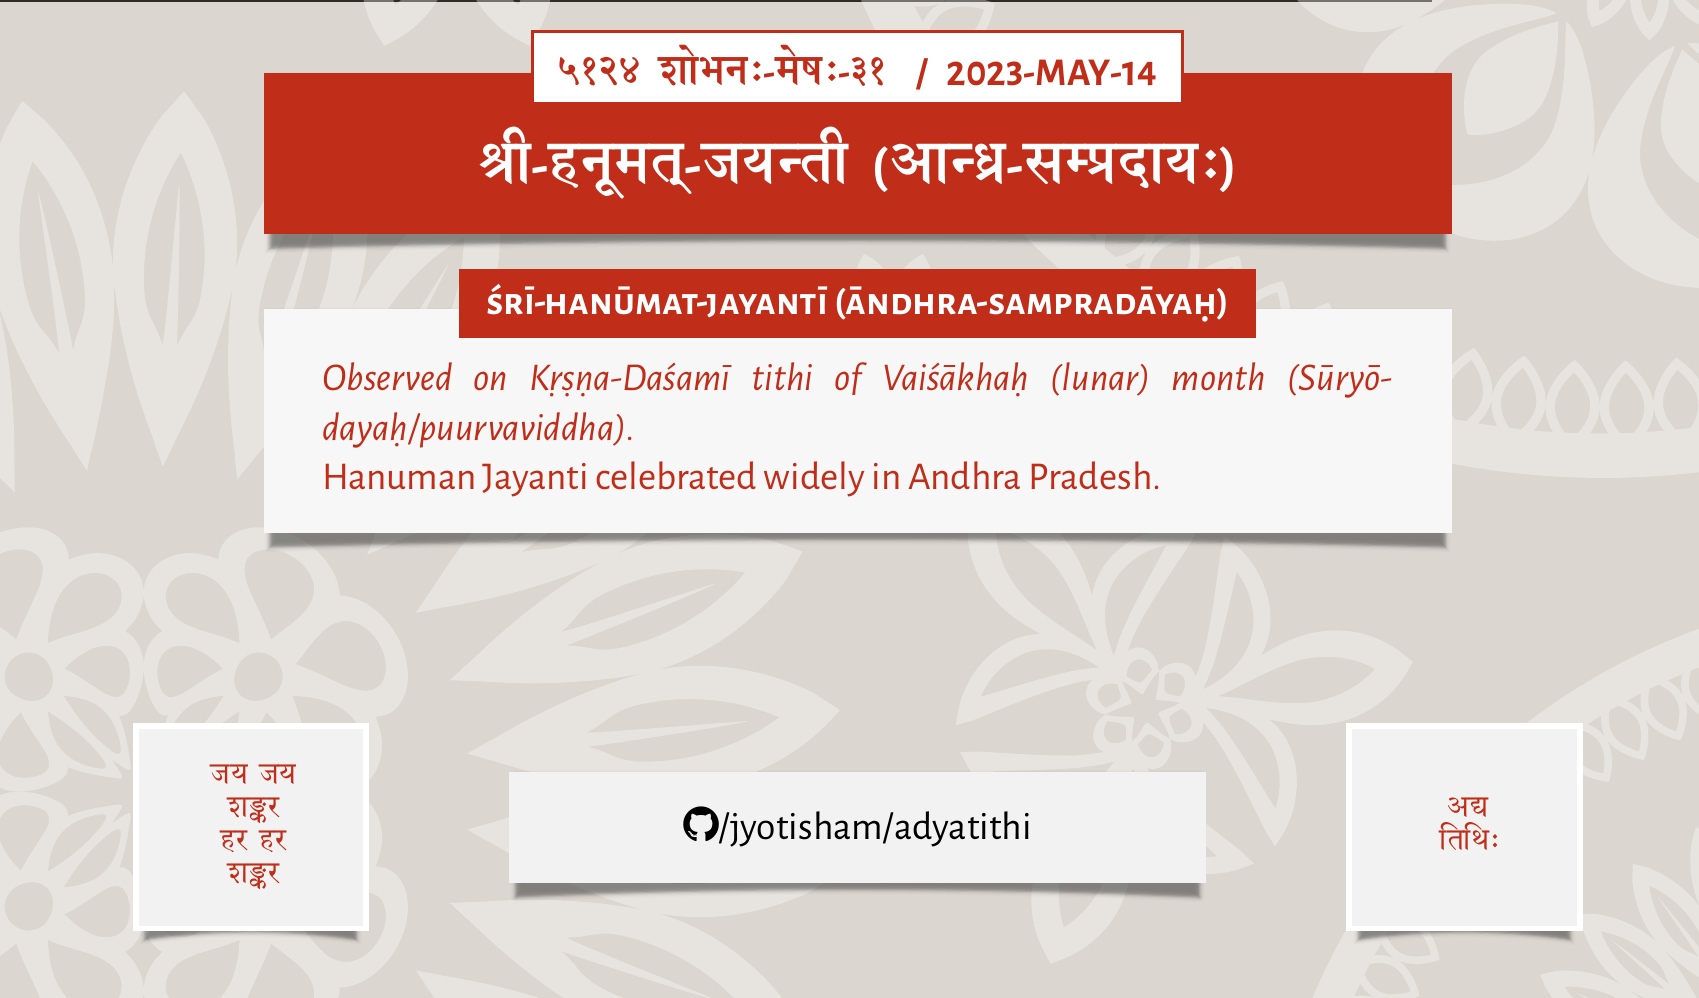 ५१२४ शोभनः-मेषः-३१ / 2023-MAY-14
श्री-हनूमत्-जयन्ती (आन्ध्र-सम्प्रदायः)
ŚRĪ-HANŪMAT-JAYANTĪ (ĀNDHRA-SAMPRADĀYAḤ)
Observed on Kṛṣṇa-Daśamī tithi of Vaiśākhaḥ (lunar) month (Sūryō-
dayaḥ/puurvaviddha).
Hanuman Jayanti celebrated widely in Andhra Pradesh.
जय जय
शङ्कर
हर हर
शङ्कर
/jyotisham/adyatithi
अद्य
तिथिः